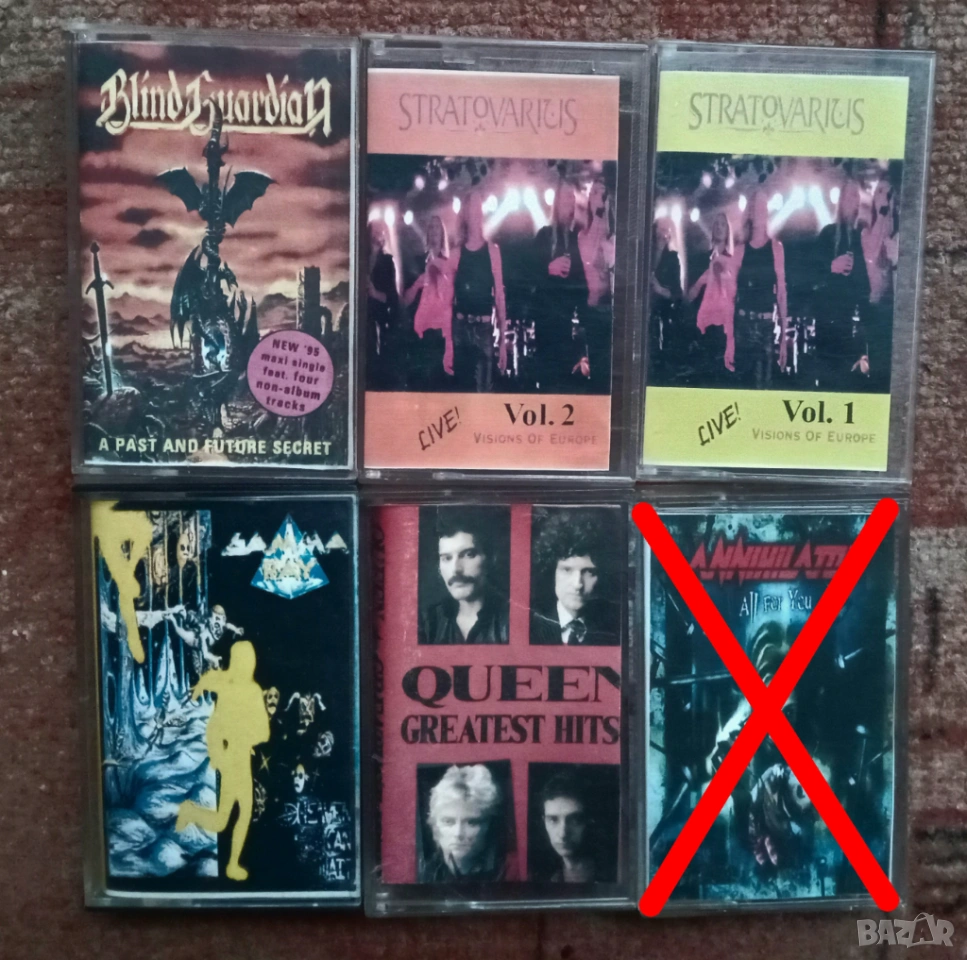 Blind Guardian
NEW '95
maxi single
feat. four
non-album
tracks
A PAST AND FUTURE SECRET
STRATOVARIUS
LIVE!
Vol. 2
VISIONS OF EUROPE
STRATOVARIUS
LIVE!
Vol. 1
VISIONS OF EUROPE
RAY
QUEEN
GREATEST HITS
All For You
BAZAR